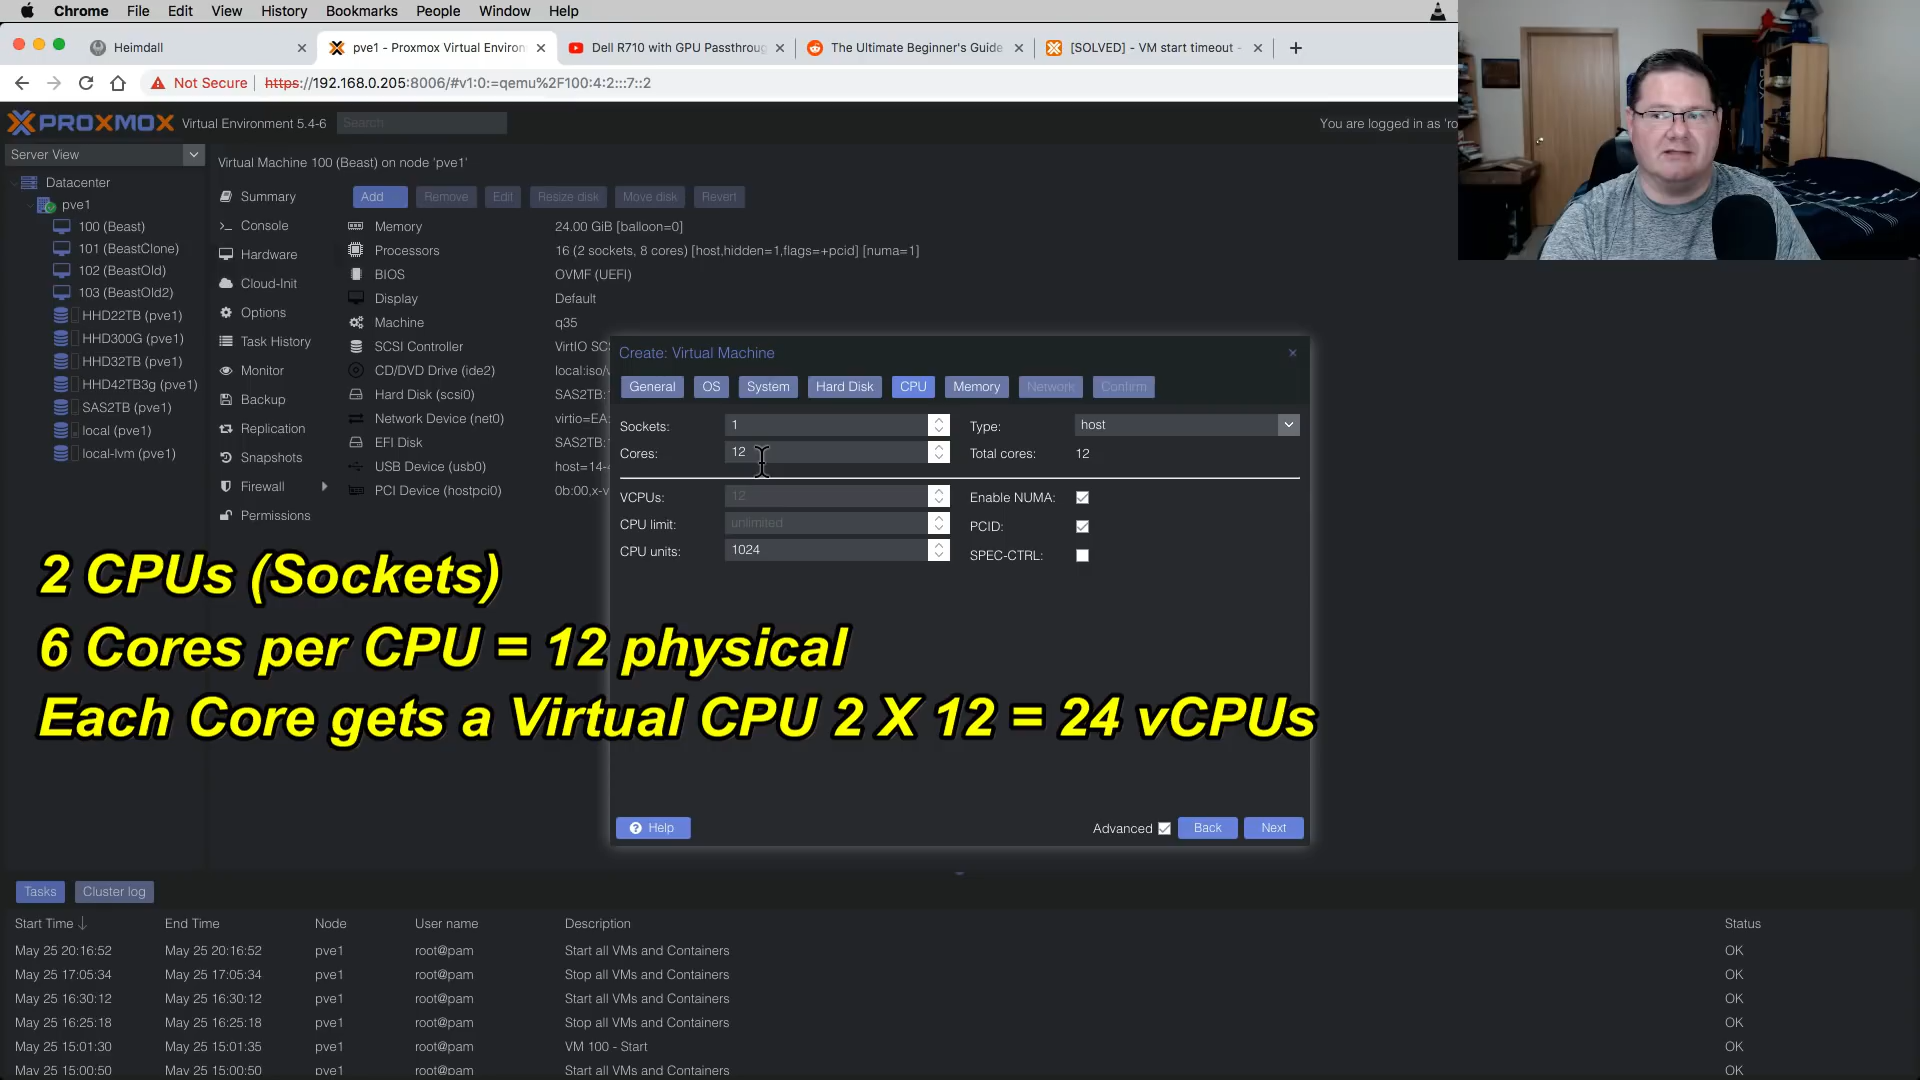 Chrome File Edit View History Bookmarks People Window Help
Heimdall
pve1 - Proxmox Virtual Environ
Dell R710 with GPU Passthroug
The Ultimate Beginner's Guide
[SOLVED] - VM start timeout -
Not Secure https://192.168.0.205:8006/#v1:0:=qemu%2F100:4:2:::7::2
PROXMOX Virtual Environment 5.4-6 Search
You are logged in as 'ro
Server View
Datacenter
pve1
100 (Beast)
101 (BeastClone)
102 (BeastOld)
103 (BeastOld2)
HHD22TB (pve1)
HHD300G (pve1)
HHD32TB (pve1)
HHD42TB3g (pve1)
SAS2TB (pve1)
local (pve1)
local-lvm (pve1)
Virtual Machine 100 (Beast) on node 'pve1'
Summary
Console
Hardware
Cloud-Init
Options
Task History
Monitor
Backup
Replication
Snapshots
Firewall
Permissions
Add Remove Edit Resize disk Move disk Revert
Memory 24.00 GiB [balloon=0]
Processors 16 (2 sockets, 8 cores) [host,hidden=1,flags=+pcid] [numa=1]
BIOS OVMF (UEFI)
Display Default
Machine q35
SCSI Controller VirtIO SCS
CD/DVD Drive (ide2) local:iso/v
Hard Disk (scsi0) SAS2TB:
Network Device (net0) virtio=EA:
EFI Disk SAS2TB:
USB Device (usb0) host=14-
PCI Device (hostpci0) 0b:00,x-v
Create: Virtual Machine
General OS System Hard Disk CPU Memory Network Confirm
Sockets: 1 Type: host
Cores: 12 Total cores: 12
VCPUs: 12 Enable NUMA:
CPU limit: unlimited PCID:
CPU units: 1024 SPEC-CTRL:
2 CPUs (Sockets)
6 Cores per CPU = 12 physical
Each Core gets a Virtual CPU 2 X 12 = 24 vCPUs
Help Advanced Back Next
Tasks Cluster log
Start Time End Time Node User name Description Status
May 25 20:16:52 May 25 20:16:52 pve1 root@pam Start all VMs and Containers OK
May 25 17:05:34 May 25 17:05:34 pve1 root@pam Stop all VMs and Containers OK
May 25 16:30:12 May 25 16:30:12 pve1 root@pam Start all VMs and Containers OK
May 25 16:25:18 May 25 16:25:18 pve1 root@pam Stop all VMs and Containers OK
May 25 15:01:30 May 25 15:01:35 pve1 root@pam VM 100 - Start OK
May 25 15:00:50 May 25 15:00:50 pve1 root@pam Start all VMs and Containers OK